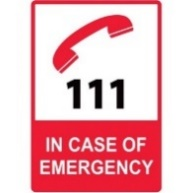 111
IN CASE OF
EMERGENCY